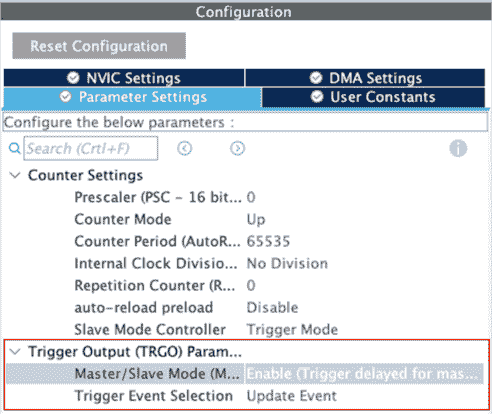 Configuration
Reset Configuration
NVIC Settings DMA Settings
Parameter Settings User Constants
Configure the below parameters :
Search (Crtl+F)
Counter Settings
Prescaler (PSC - 16 bit... 0
Counter Mode Up
Counter Period (AutoR... 65535
Internal Clock Divisio... No Division
Repetition Counter (R... 0
auto-reload preload Disable
Slave Mode Controller Trigger Mode
Trigger Output (TRGO) Param...
Master/Slave Mode (M... Enable (Trigger delayed for mas...
Trigger Event Selection Update Event